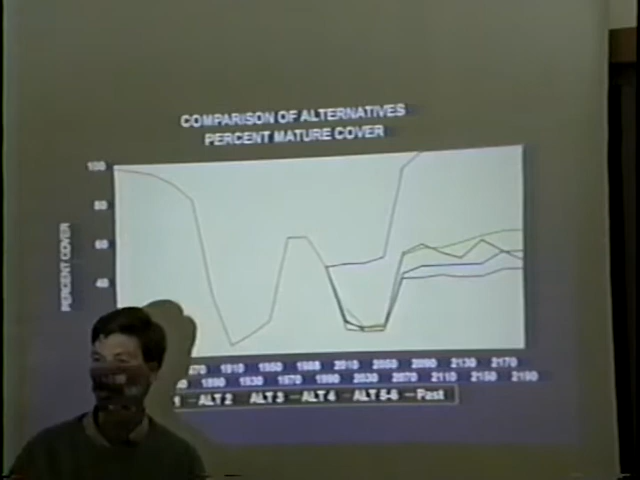 COMPARISON OF ALTERNATIVES
PERCENT MATURE COVER
100
80
60
40
PERCENT COVER
1910 1950 1988 2010 2050 2090 2130 2170
1890 1930 1970 1990 2030 2070 2110 2150 2190
ALT 2 ALT 3 ALT 4 ALT 5-6 Past